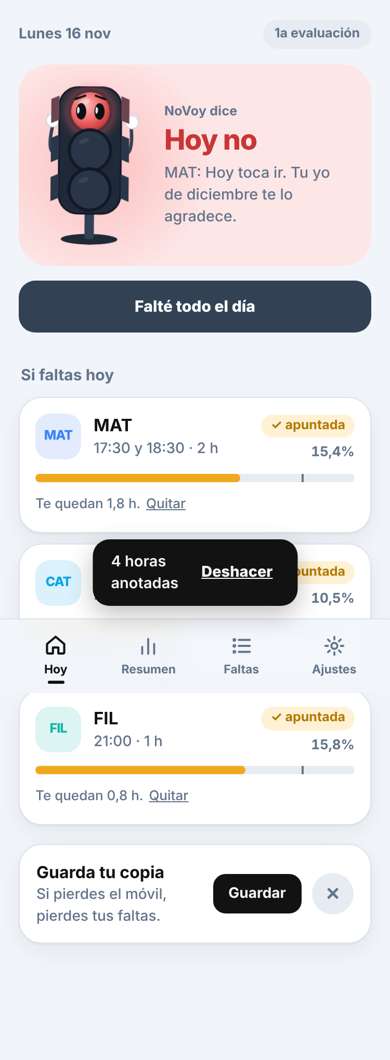 Lunes 16 nov
1a evaluación
NoVoy dice
Hoy no
MAT: Hoy toca ir. Tu yo
de diciembre te lo
agradece.
Falté todo el día
Si faltas hoy
MAT
MAT
✓ apuntada
17:30 y 18:30 · 2 h
15,4%
Te quedan 1,8 h. Quitar
CAT
4 horas
anotadas
Deshacer
10,5%
Hoy
Resumen
Faltas
Ajustes
FIL
FIL
✓ apuntada
21:00 · 1 h
15,8%
Te quedan 0,8 h. Quitar
Guarda tu copia
Si pierdes el móvil,
pierdes tus faltas.
Guardar